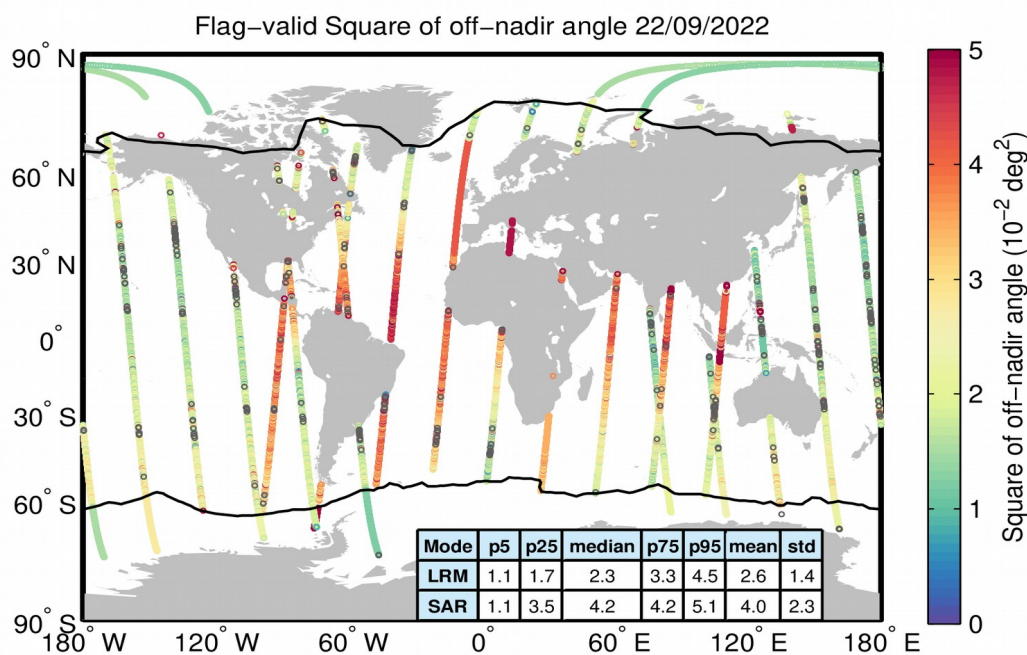 Flag−valid Square of off−nadir angle 22/09/2022
90° N
60° N
30° N
0°
30° S
60° S
90° S
180° W
120° W
60° W
0°
60° E
120° E
180° E
Mode p5 p25 median p75 p95 mean std
LRM 1.1 1.7 2.3 3.3 4.5 2.6 1.4
SAR 1.1 3.5 4.2 4.2 5.1 4.0 2.3
5
4
3
2
1
0
Square of off−nadir angle (10⁻² deg²)